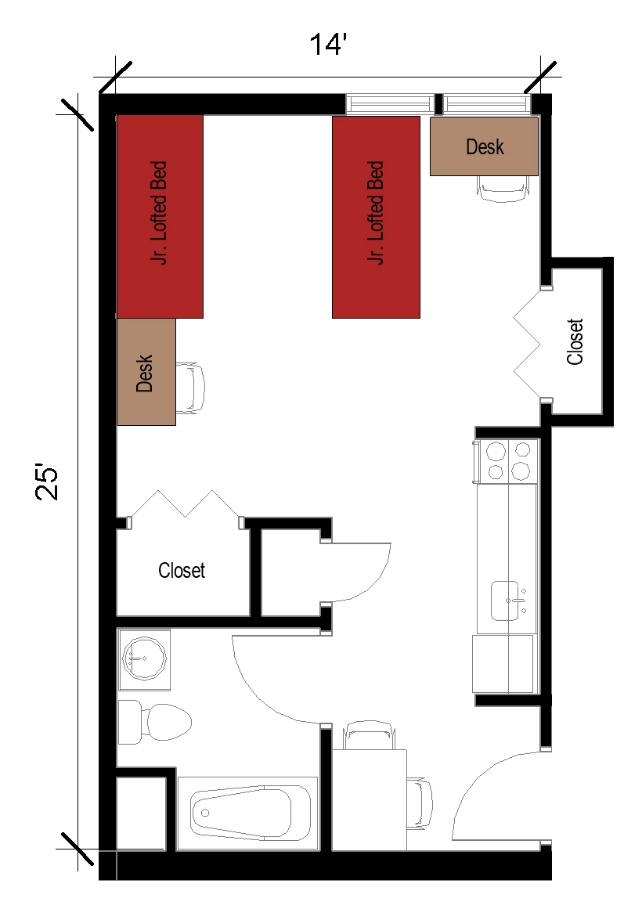 14'
Desk
Jr. Lofted Bed
Jr. Lofted Bed
Closet
Desk
25'
Closet